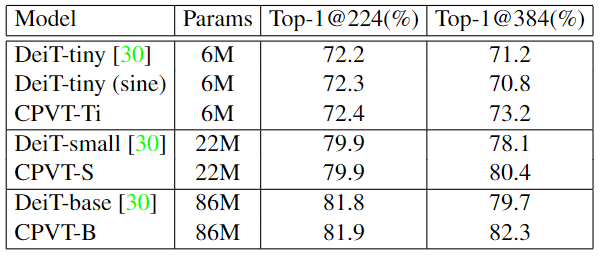 Model Params Top-1@224(%) Top-1@384(%)
DeiT-tiny [30] 6M 72.2 71.2
DeiT-tiny (sine) 6M 72.3 70.8
CPVT-Ti 6M 72.4 73.2
DeiT-small [30] 22M 79.9 78.1
CPVT-S 22M 79.9 80.4
DeiT-base [30] 86M 81.8 79.7
CPVT-B 86M 81.9 82.3